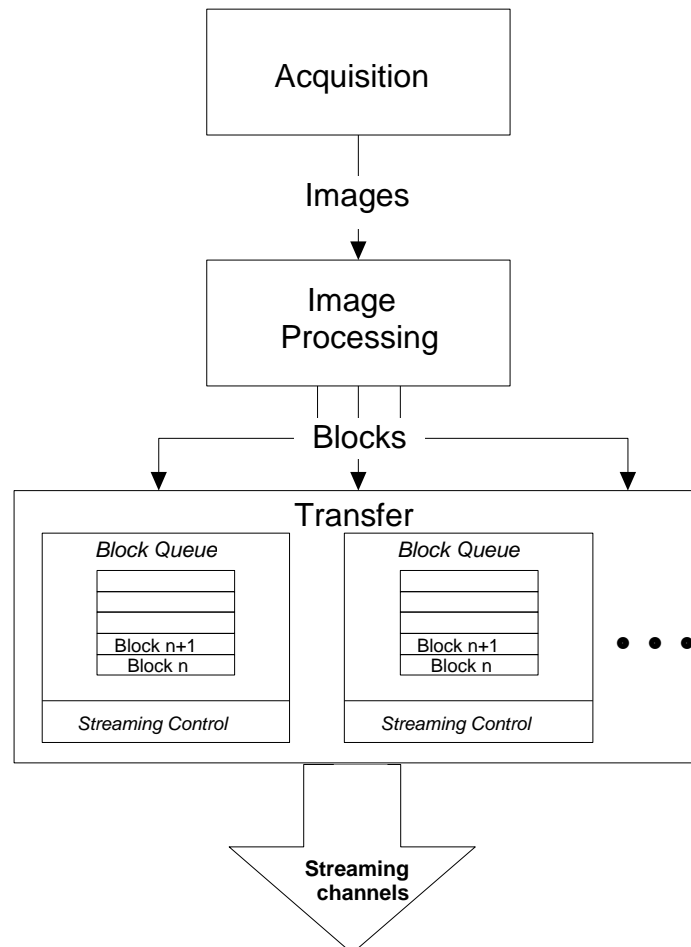 Acquisition
Images
Image
Processing
Blocks
Transfer
Block Queue
Block n+1
Block n
Streaming Control
Block Queue
Block n+1
Block n
Streaming Control
Streaming
channels